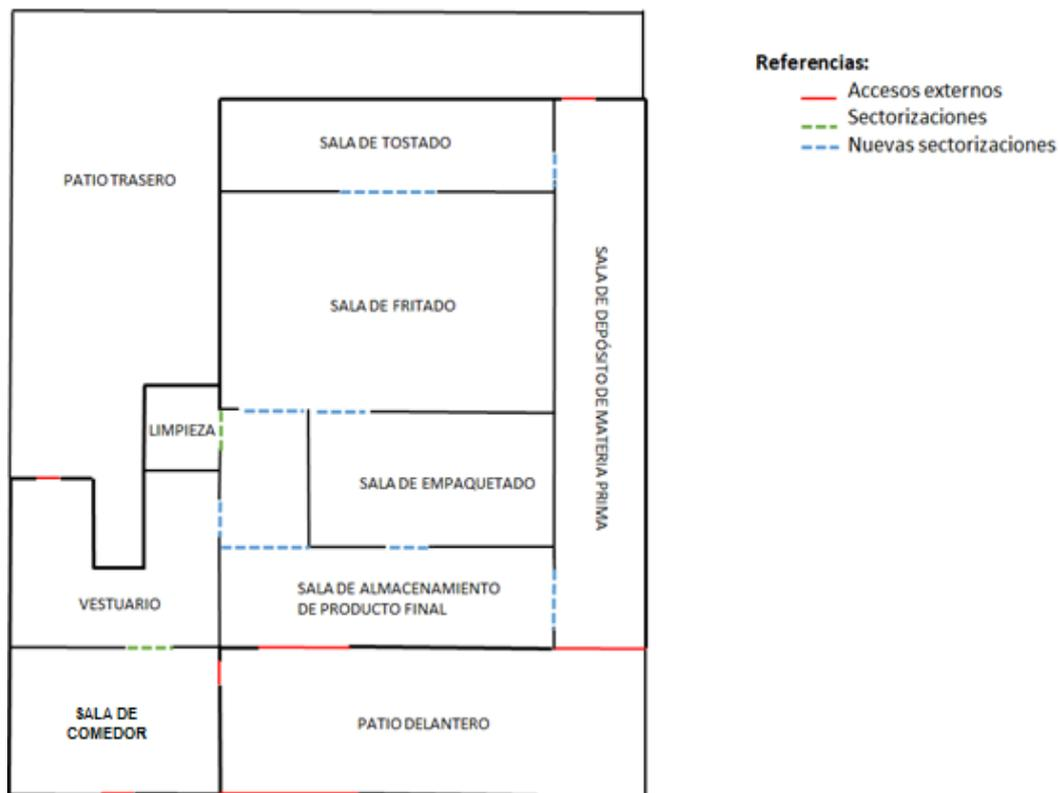 Referencias:
Accesos externos
Sectorizaciones
Nuevas sectorizaciones
SALA DE TOSTADO
PATIO TRASERO
SALA DE FRITADO
SALA DE DEPÓSITO DE MATERIA PRIMA
LIMPIEZA
SALA DE EMPAQUETADO
SALA DE ALMACENAMIENTO
DE PRODUCTO FINAL
VESTUARIO
SALA DE
COMEDOR
PATIO DELANTERO